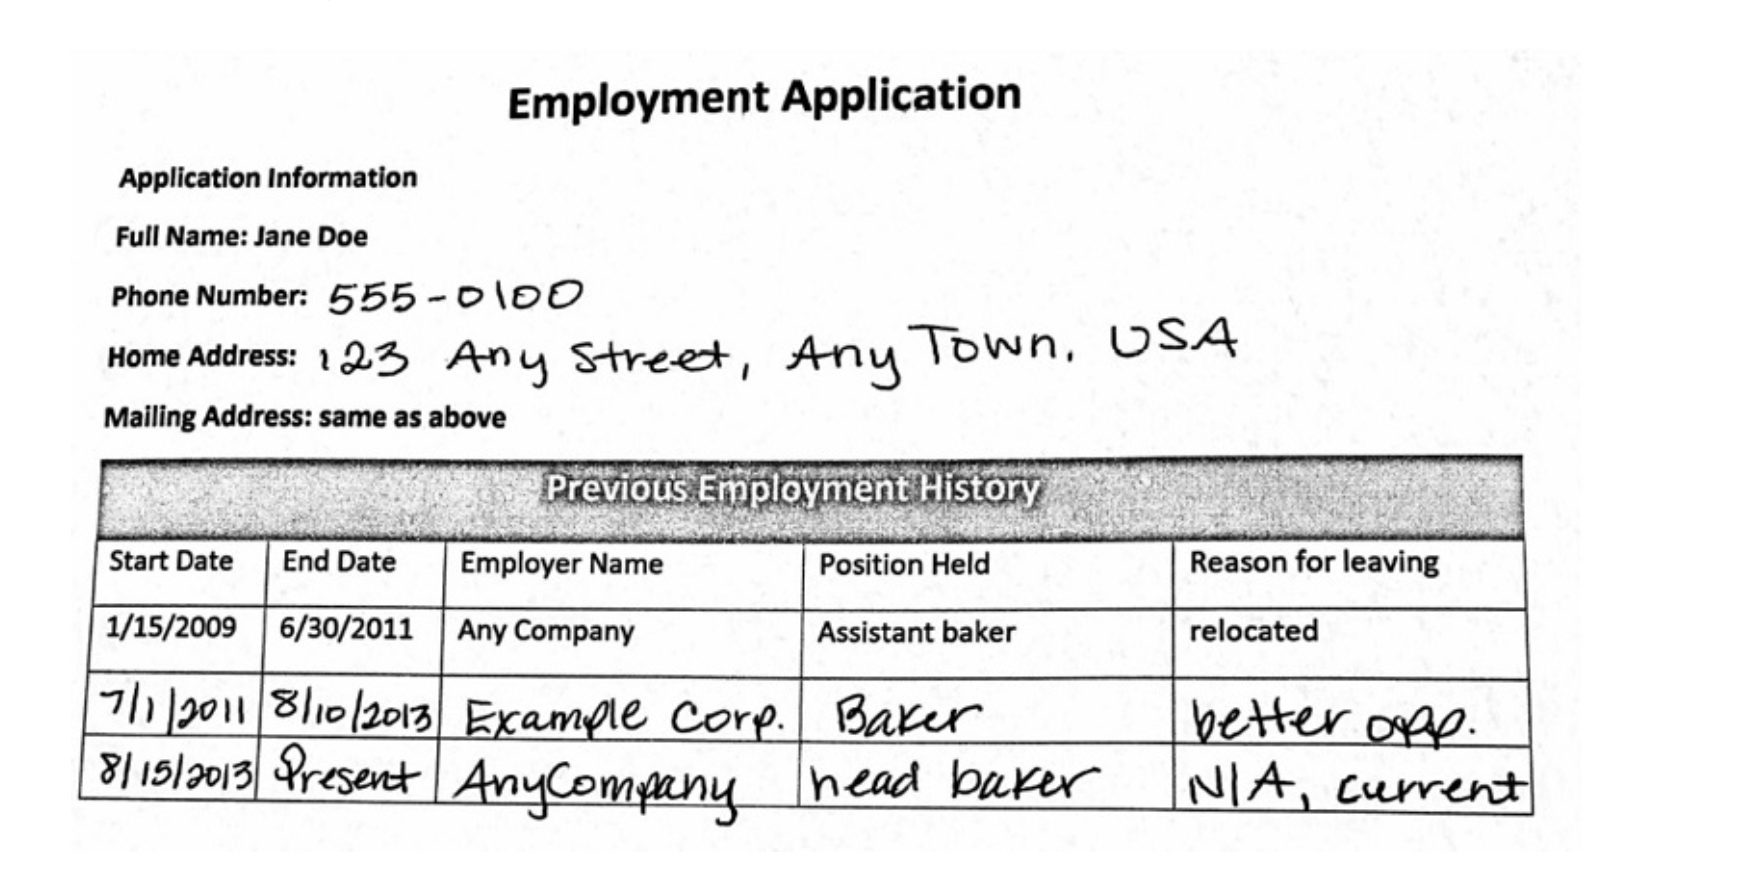 Employment Application
Application Information
Full Name: Jane Doe
Phone Number: 555-0100
Home Address: 123 Any Street, Any Town, USA
Mailing Address: same as above
Previous Employment History
Start Date End Date Employer Name Position Held Reason for leaving
1/15/2009 6/30/2011 Any Company Assistant baker relocated
7/1/2011 8/10/2013 Example Corp. Baker better opp.
8/15/2013 Present AnyCompany head baker N/A, current